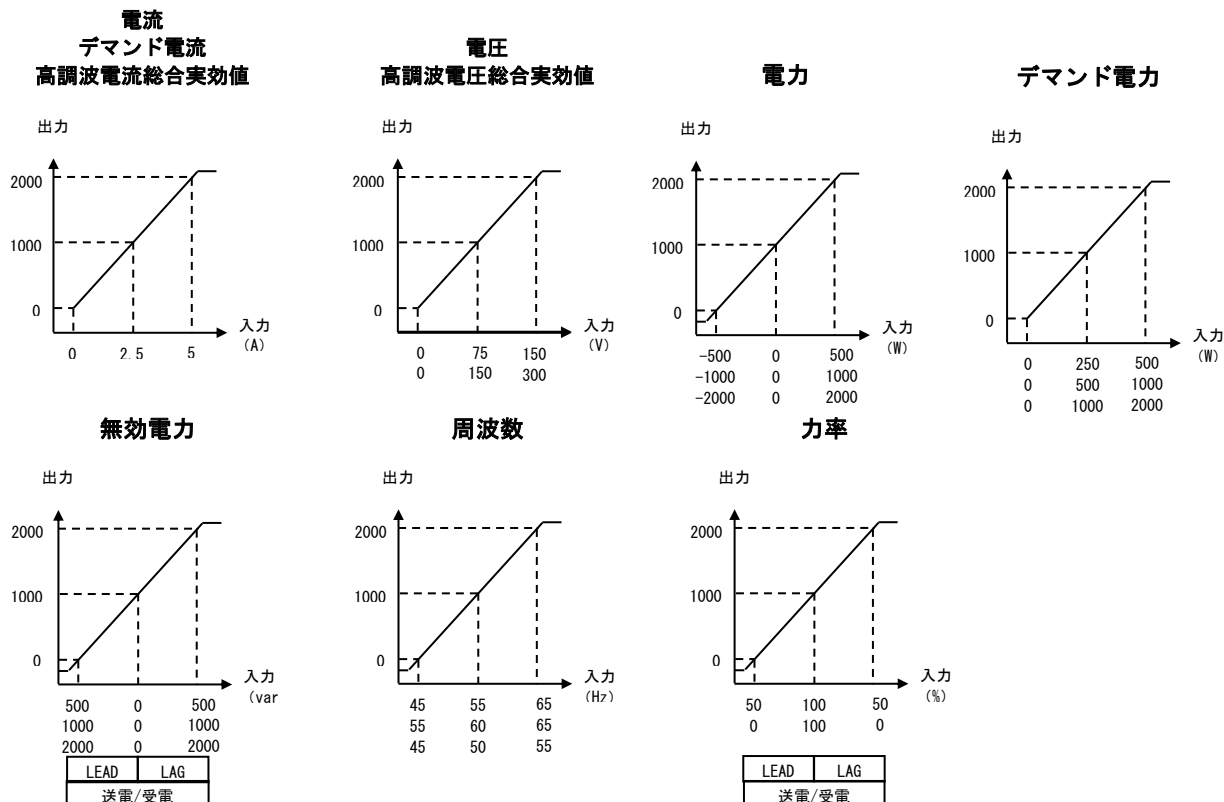 電流
デマンド電流
高調波電流総合実効値
出力
2000
1000
0
0 2.5 5
入力
(A)
電圧
高調波電圧総合実効値
出力
2000
1000
0
0 75 150
0 150 300
入力
(V)
電力
出力
2000
1000
0
-500 0 500
-1000 0 1000
-2000 0 2000
入力
(W)
デマンド電力
出力
2000
1000
0
0 250 500
0 500 1000
0 1000 2000
入力
(W)
無効電力
出力
2000
1000
0
500 0 500
1000 0 1000
2000 0 2000
入力
(var
LEAD LAG
送電/受電
周波数
出力
2000
1000
0
45 55 65
55 60 65
45 50 55
入力
(Hz)
力率
出力
2000
1000
0
50 100 50
0 100 0
入力
(%)
LEAD LAG
送電/受電